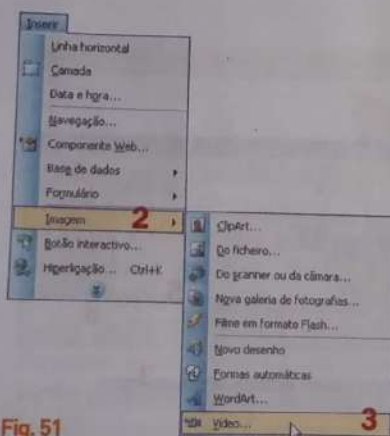 Inserir
Linha horizontal
Camada
Data e hora...
Navegação...
Componente Web...
Base de dados
Formulário
Imagem 2
Botão interactivo...
Hiperligação... Ctrl+K
ClipArt...
Do ficheiro...
Do scanner ou da câmara...
Nova galeria de fotografias...
Filme em formato Flash...
Novo desenho
Formas automáticas
WordArt...
Vídeo... 3
Fig. 51